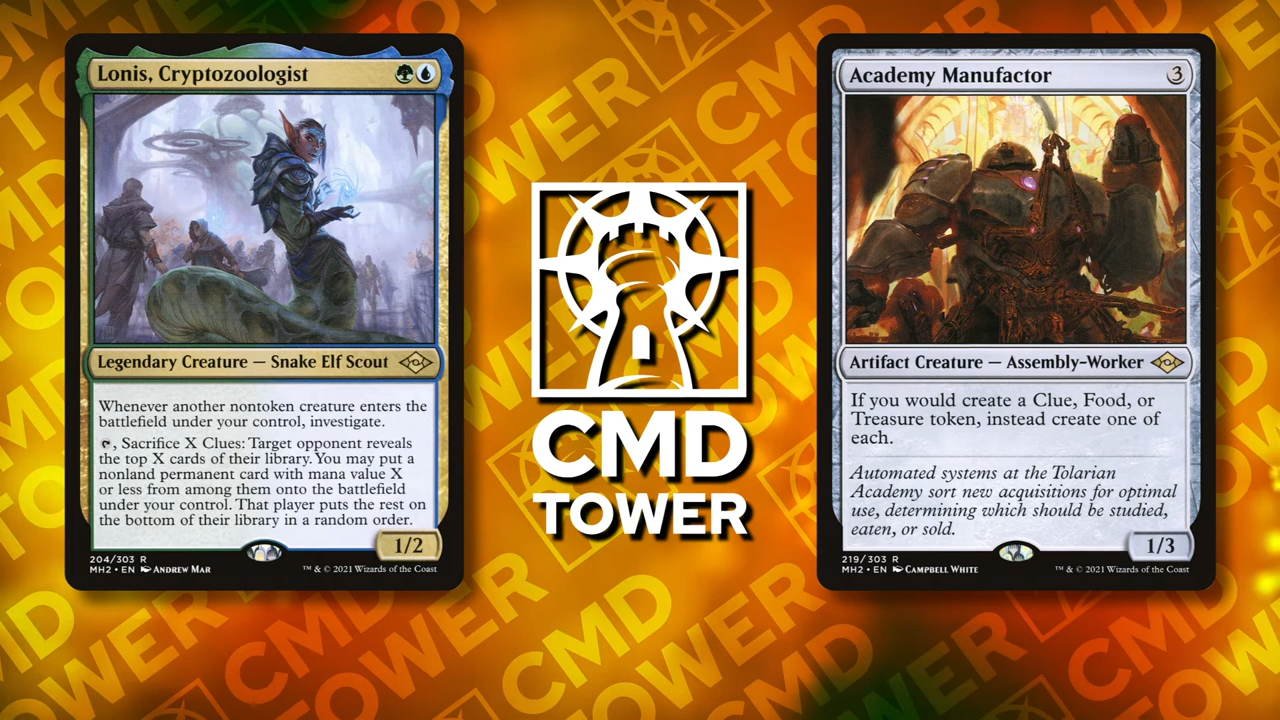 Lonis, Cryptozoologist
Legendary Creature — Snake Elf Scout
Whenever another nontoken creature enters the
battlefield under your control, investigate.
, Sacrifice X Clues: Target opponent reveals
the top X cards of their library. You may put a
nonland permanent card with mana value X
or less from among them onto the battlefield
under your control. That player puts the rest on
the bottom of their library in a random order.
1/2
204/303 R
MH2 • EN Andrew Mar
™ & © 2021 Wizards of the Coast
CMD
TOWER
Academy Manufactor
3
Artifact Creature — Assembly-Worker
If you would create a Clue, Food, or
Treasure token, instead create one of
each.
Automated systems at the Tolarian
Academy sort new acquisitions for optimal
use, determining which should be studied,
eaten, or sold.
1/3
219/303 R
MH2 • EN Campbell White
™ & © 2021 Wizards of the Coast